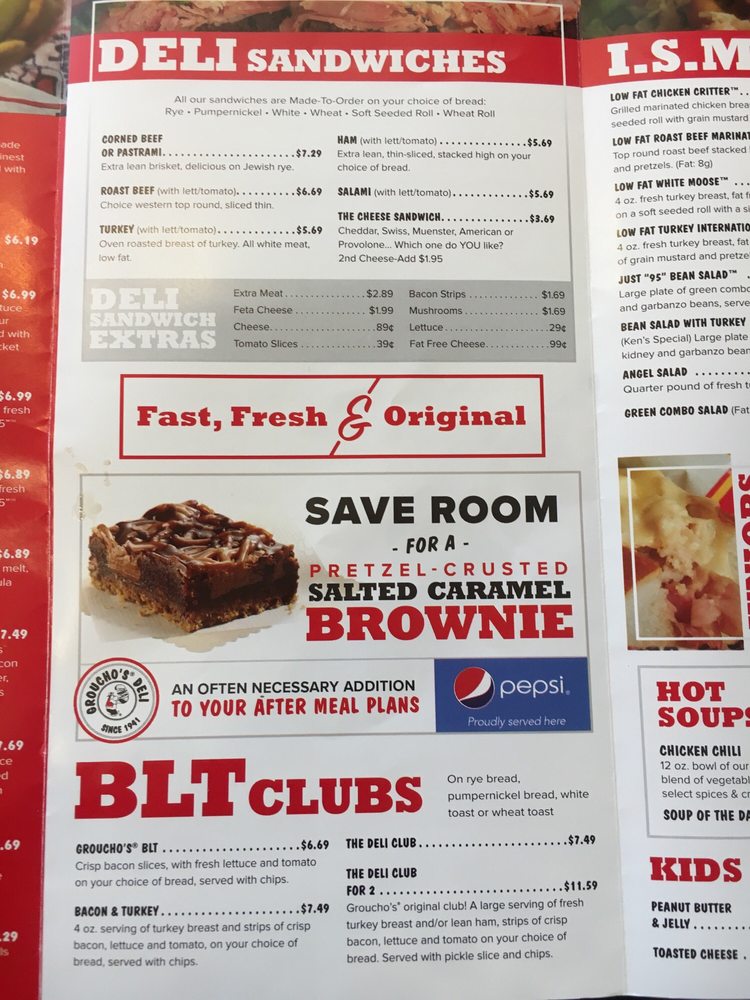 DELI SANDWICHES
All our sandwiches are Made-To-Order on your choice of bread:
Rye • Pumpernickel • White • Wheat • Soft Seeded Roll • Wheat Roll
CORNED BEEF
OR PASTRAMI. . . . . . . . . . . . . . . . . . . . . . . . .$7.29
Extra lean brisket, delicious on Jewish rye.
ROAST BEEF (with lett/tomato). . . . . . . . . . .$6.69
Choice western top round, sliced thin.
TURKEY (with lett/tomato). . . . . . . . . . . . . . .$5.69
Oven roasted breast of turkey. All white meat,
low fat.
HAM (with lett/tomato) . . . . . . . . . . . . . . . . .$5.69
Extra lean, thin-sliced, stacked high on your
choice of bread.
SALAMI (with lett/tomato). . . . . . . . . . . . . . .$5.69
THE CHEESE SANDWICH. . . . . . . . . . . . . . . .$3.69
Cheddar, Swiss, Muenster, American or
Provolone... Which one do YOU like?
2nd Cheese-Add $1.95
DELI
SANDWICH
EXTRAS
Extra Meat . . . . . . . . . . . . . . . $2.89
Feta Cheese . . . . . . . . . . . . . $1.99
Cheese. . . . . . . . . . . . . . . . . . . . 89¢
Tomato Slices . . . . . . . . . . . . . . 39¢
Bacon Strips . . . . . . . . . . . . . . $1.69
Mushrooms . . . . . . . . . . . . . . . $1.69
Lettuce . . . . . . . . . . . . . . . . . . . . 29¢
Fat Free Cheese. . . . . . . . . . . . .99¢
Fast, Fresh & Original
SAVE ROOM
- FOR A -
PRETZEL-CRUSTED
SALTED CARAMEL
BROWNIE
GROUCHO'S® DELI
SINCE 1941
AN OFTEN NECESSARY ADDITION
TO YOUR AFTER MEAL PLANS
pepsi®
Proudly served here
BLT CLUBS
On rye bread,
pumpernickel bread, white
toast or wheat toast
GROUCHO'S® BLT . . . . . . . . . . . . . . . . . . . . . . .$6.69
Crisp bacon slices, with fresh lettuce and tomato
on your choice of bread, served with chips.
BACON & TURKEY. . . . . . . . . . . . . . . . . . . . . . .$7.49
4 oz. serving of turkey breast and strips of crisp
bacon, lettuce and tomato, on your choice of
bread, served with chips.
THE DELI CLUB . . . . . . . . . . . . . . . . . . . . . . . . .$7.49
THE DELI CLUB
FOR 2 . . . . . . . . . . . . . . . . . . . . . . . . . . . . . . .$11.59
Groucho's® original club! A large serving of fresh
turkey breast and/or lean ham, strips of crisp
bacon, lettuce and tomato on your choice of
bread. Served with pickle slice and chips.
I.S.M
LOW FAT CHICKEN CRITTER™. .
Grilled marinated chicken brea
seeded roll with grain mustard
LOW FAT ROAST BEEF MARINAT
Top round roast beef stacked
and pretzels. (Fat: 8g)
LOW FAT WHITE MOOSE™ . . .
4 oz. fresh turkey breast, fat f
on a soft seeded roll with a si
LOW FAT TURKEY INTERNATIO
4 oz. fresh turkey breast, fat
of grain mustard and pretze
JUST "95" BEAN SALAD™ .
Large plate of green combo
and garbanzo beans, serve
BEAN SALAD WITH TURKEY
(Ken's Special) Large plate
kidney and garbanzo bean
ANGEL SALAD . . . . . . . .
Quarter pound of fresh t
GREEN COMBO SALAD (Fat
HOT
SOUPS
CHICKEN CHILI
12 oz. bowl of our
blend of vegetabl
select spices & cr
SOUP OF THE DA
KIDS
PEANUT BUTTER
& JELLY . . . . .
TOASTED CHEESE .
ade
inest
with
$6.19
$6.99
tuce
ur
d with
cket
$6.99
fresh
$6.89
fresh
$6.89
melt,
ula
7.49
con
er,
s
7.69
ce
ed
.69
.29
ls